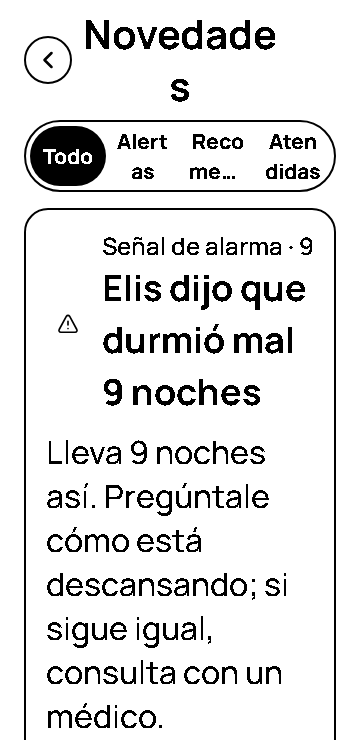 Novedade
s
Todo
Alert
as
Reco
me...
Aten
didas
Señal de alarma · 9
Elis dijo que
durmió mal
9 noches
Lleva 9 noches
así. Pregúntale
cómo está
descansando; si
sigue igual,
consulta con un
médico.